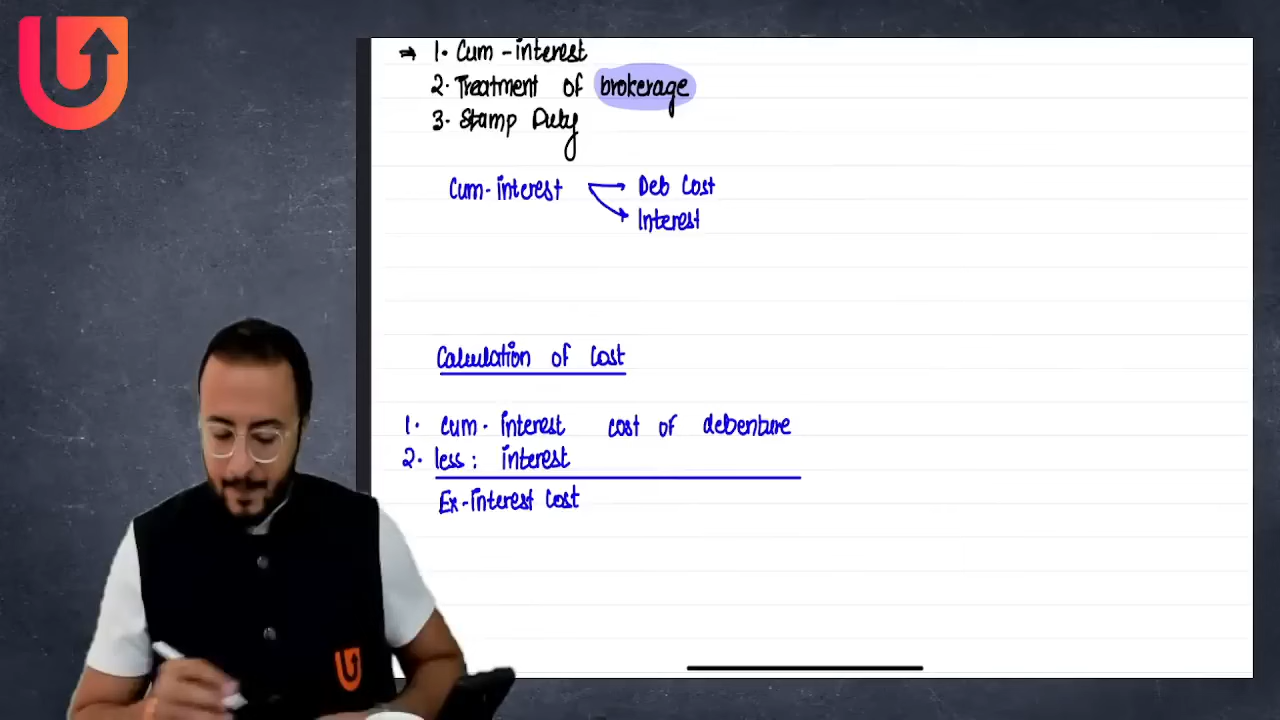 ⇒ 1. Cum - interest
2. Treatment of brokerage
3. Stamp Duty
Cum- interest → Deb Cost
→ Interest
Calculation of Cost
1. Cum - Interest cost of debenture
2. less : interest
Ex-interest Cost